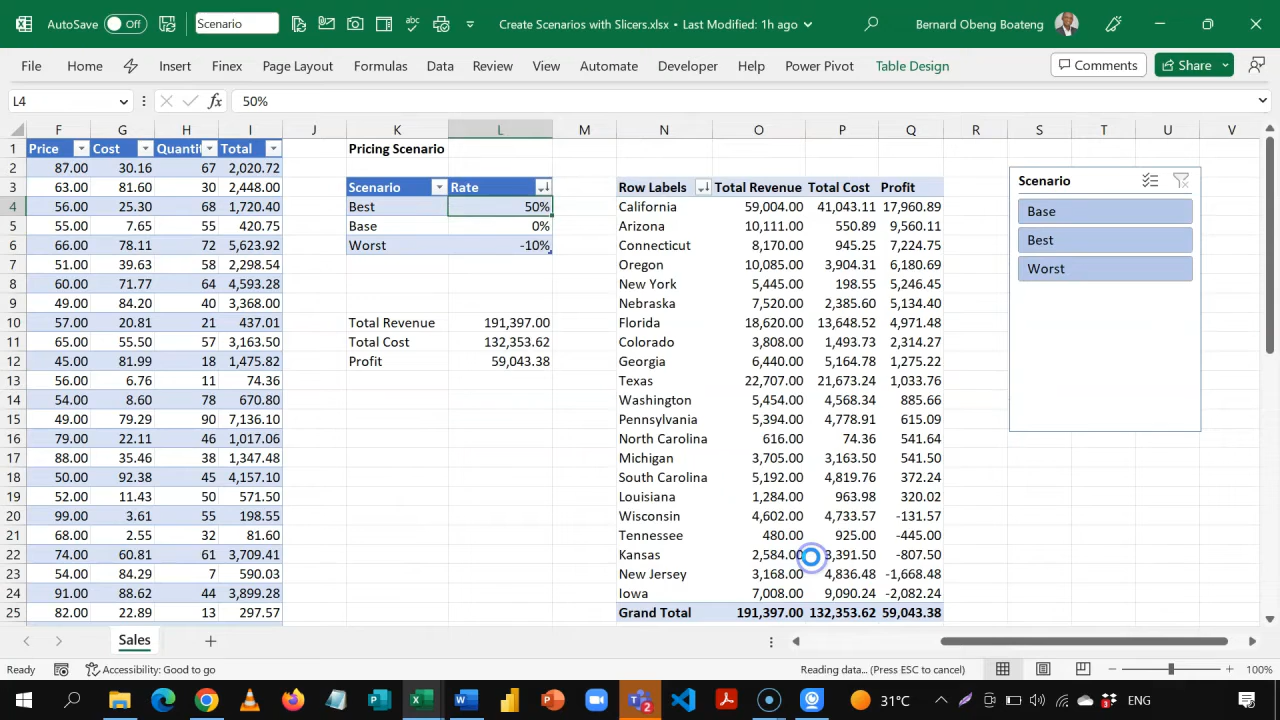 AutoSave Off Scenario Create Scenarios with Slicers.xlsx • Last Modified: 1h ago Bernard Obeng Boateng
File Home Insert Finex Page Layout Formulas Data Review View Automate Developer Help Power Pivot Table Design Comments Share
L4 fx 50%
F G H I J K L M N O P Q R S T U V
1 Price Cost Quantit Total Pricing Scenario
2 87.00 30.16 67 2,020.72
3 63.00 81.60 30 2,448.00 Scenario Rate Row Labels Total Revenue Total Cost Profit Scenario
4 56.00 25.30 68 1,720.40 Best 50% California 59,004.00 41,043.11 17,960.89 Base
5 55.00 7.65 55 420.75 Base 0% Arizona 10,111.00 550.89 9,560.11 Best
6 66.00 78.11 72 5,623.92 Worst -10% Connecticut 8,170.00 945.25 7,224.75 Worst
7 51.00 39.63 58 2,298.54 Oregon 10,085.00 3,904.31 6,180.69
8 60.00 71.77 64 4,593.28 New York 5,445.00 198.55 5,246.45
9 49.00 84.20 40 3,368.00 Nebraska 7,520.00 2,385.60 5,134.40
10 57.00 20.81 21 437.01 Total Revenue 191,397.00 Florida 18,620.00 13,648.52 4,971.48
11 65.00 55.50 57 3,163.50 Total Cost 132,353.62 Colorado 3,808.00 1,493.73 2,314.27
12 45.00 81.99 18 1,475.82 Profit 59,043.38 Georgia 6,440.00 5,164.78 1,275.22
13 56.00 6.76 11 74.36 Texas 22,707.00 21,673.24 1,033.76
14 54.00 8.60 78 670.80 Washington 5,454.00 4,568.34 885.66
15 49.00 79.29 90 7,136.10 Pennsylvania 5,394.00 4,778.91 615.09
16 79.00 22.11 46 1,017.06 North Carolina 616.00 74.36 541.64
17 88.00 35.46 38 1,347.48 Michigan 3,705.00 3,163.50 541.50
18 50.00 92.38 45 4,157.10 South Carolina 5,192.00 4,819.76 372.24
19 52.00 11.43 50 571.50 Louisiana 1,284.00 963.98 320.02
20 99.00 3.61 55 198.55 Wisconsin 4,602.00 4,733.57 -131.57
21 68.00 2.55 32 81.60 Tennessee 480.00 925.00 -445.00
22 74.00 60.81 61 3,709.41 Kansas 2,584.00 3,391.50 -807.50
23 54.00 84.29 7 590.03 New Jersey 3,168.00 4,836.48 -1,668.48
24 91.00 88.62 44 3,899.28 Iowa 7,008.00 9,090.24 -2,082.24
25 82.00 22.89 13 297.57 Grand Total 191,397.00 132,353.62 59,043.38
Sales
Ready Accessibility: Good to go Reading data... (Press ESC to cancel) 100%
31°C ENG